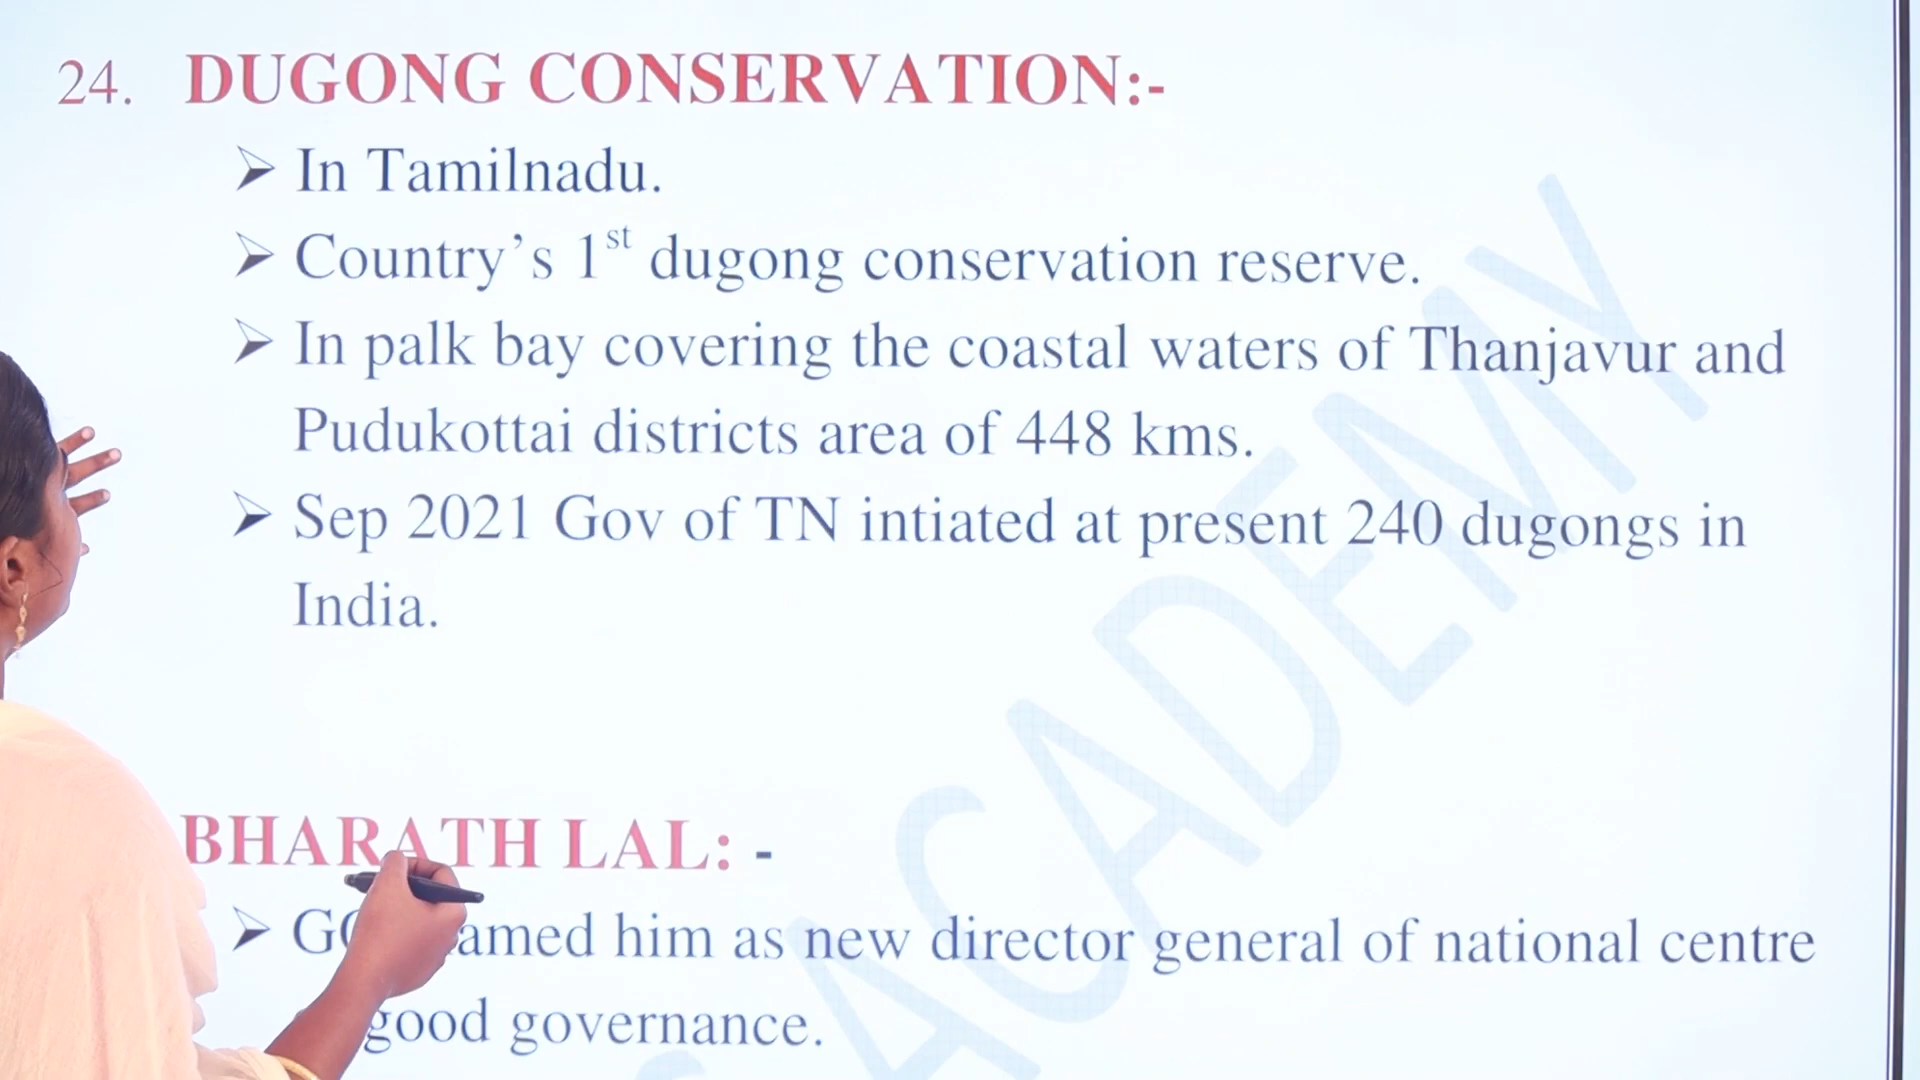 24. DUGONG CONSERVATION:-
➤ In Tamilnadu.
➤ Country’s 1st dugong conservation reserve.
➤ In palk bay covering the coastal waters of Thanjavur and
Pudukottai districts area of 448 kms.
➤ Sep 2021 Gov of TN intiated at present 240 dugongs in
India.
BHARATH LAL: -
➤ him as new director general of national centre
good governance.
ACADEMY